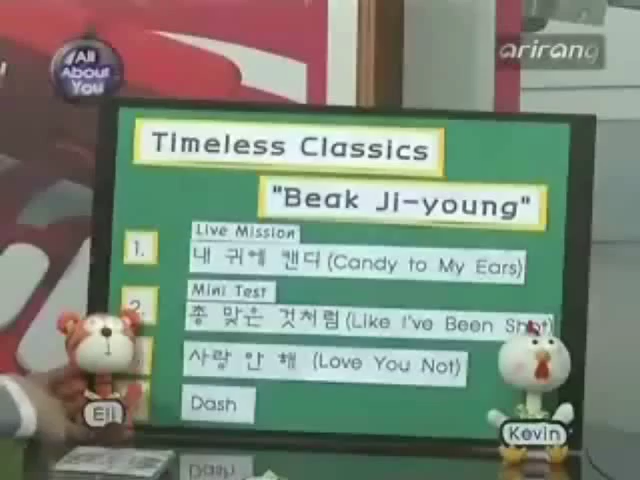 All
About
You
arirang
Timeless Classics
"Beak Ji-young"
Live Mission
1. 내 귀에 캔디 (Candy to My Ears)
Mini Test
2. 총 맞은 것처럼 (Like I've Been Shot)
사랑 안 해 (Love You Not)
Dash
Eli
Kevin